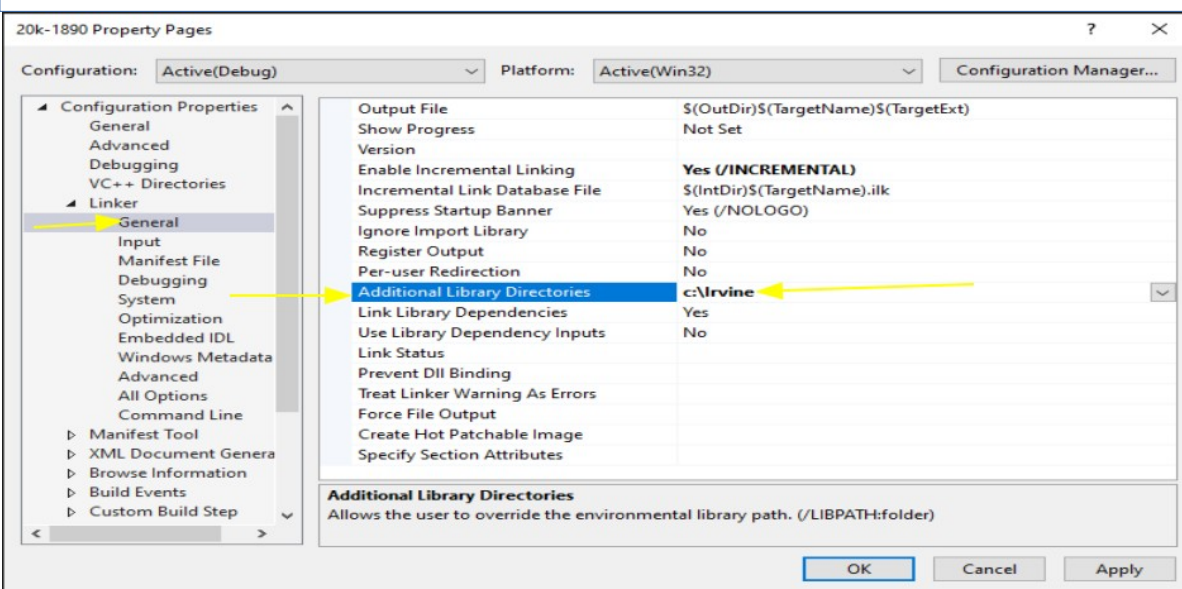 20k-1890 Property Pages ?
Configuration: Active(Debug) Platform: Active(Win32) Configuration Manager...
Configuration Properties
General
Advanced
Debugging
VC++ Directories
Linker
General
Input
Manifest File
Debugging
System
Optimization
Embedded IDL
Windows Metadata
Advanced
All Options
Command Line
Manifest Tool
XML Document Genera
Browse Information
Build Events
Custom Build Step
Output File $(OutDir)$(TargetName)$(TargetExt)
Show Progress Not Set
Version
Enable Incremental Linking Yes (/INCREMENTAL)
Incremental Link Database File $(IntDir)$(TargetName).ilk
Suppress Startup Banner Yes (/NOLOGO)
Ignore Import Library No
Register Output No
Per-user Redirection No
Additional Library Directories c:\Irvine
Link Library Dependencies Yes
Use Library Dependency Inputs No
Link Status
Prevent Dll Binding
Treat Linker Warning As Errors
Force File Output
Create Hot Patchable Image
Specify Section Attributes
Additional Library Directories
Allows the user to override the environmental library path. (/LIBPATH:folder)
OK Cancel Apply